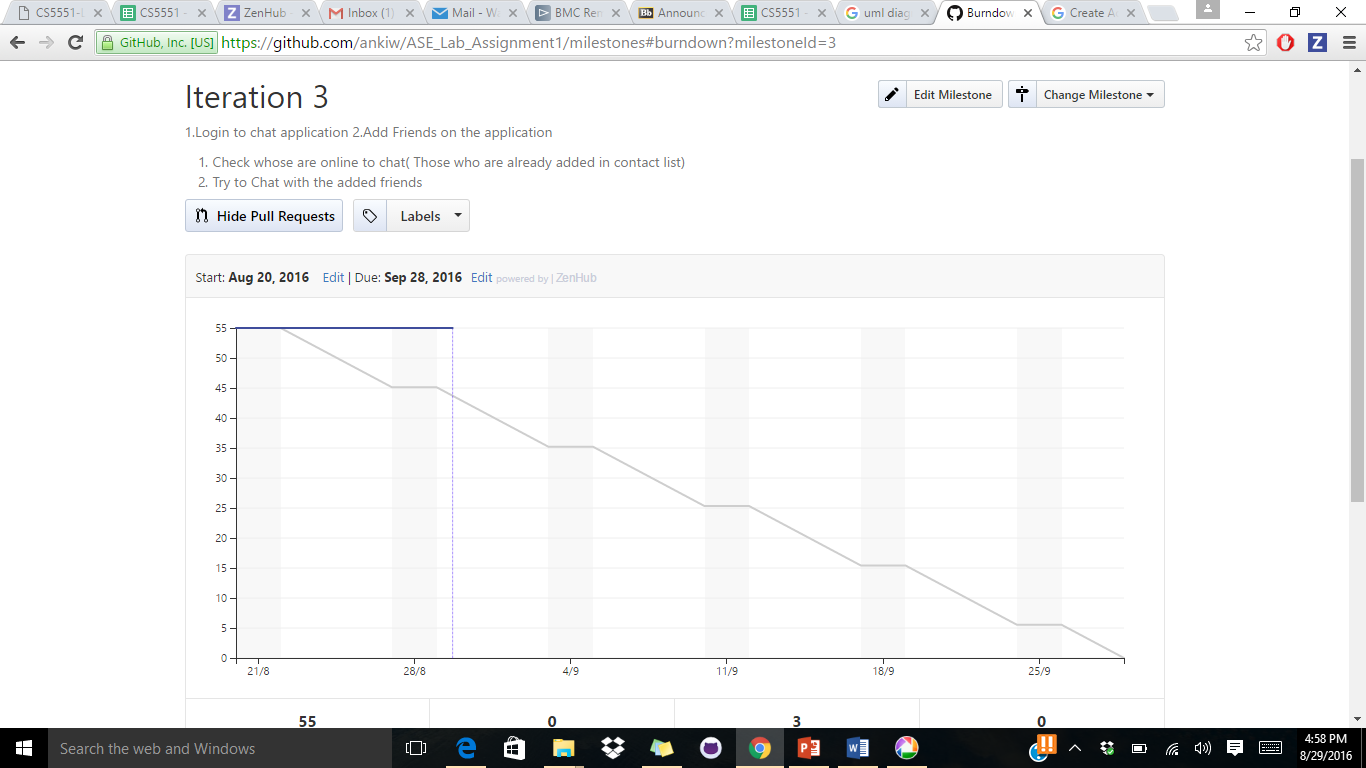 CS5551-L
CS5551 -
ZenHub -
Inbox (1)
Mail - W
BMC Rem
Bb Announc
CS5551 -
uml diag
Burndow
Create A
GitHub, Inc. [US] https://github.com/ankiw/ASE_Lab_Assignment1/milestones#burndown?milestoneId=3
Z
Iteration 3
Edit Milestone
Change Milestone
1.Login to chat application 2.Add Friends on the application
1. Check whose are online to chat( Those who are already added in contact list)
2. Try to Chat with the added friends
Hide Pull Requests
Labels
Start: Aug 20, 2016 Edit | Due: Sep 28, 2016 Edit powered by | ZenHub
55
50
45
40
35
30
25
20
15
10
5
0
21/8 28/8 4/9 11/9 18/9 25/9
55 0 3 0
Search the web and Windows
4:58 PM
8/29/2016